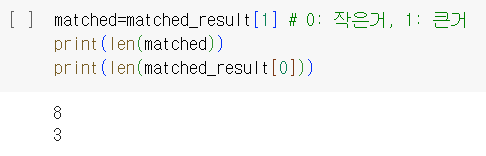 [ ] matched=matched_result[1] # 0: 작은거, 1: 큰거
print(len(matched))
print(len(matched_result[0]))
8
3